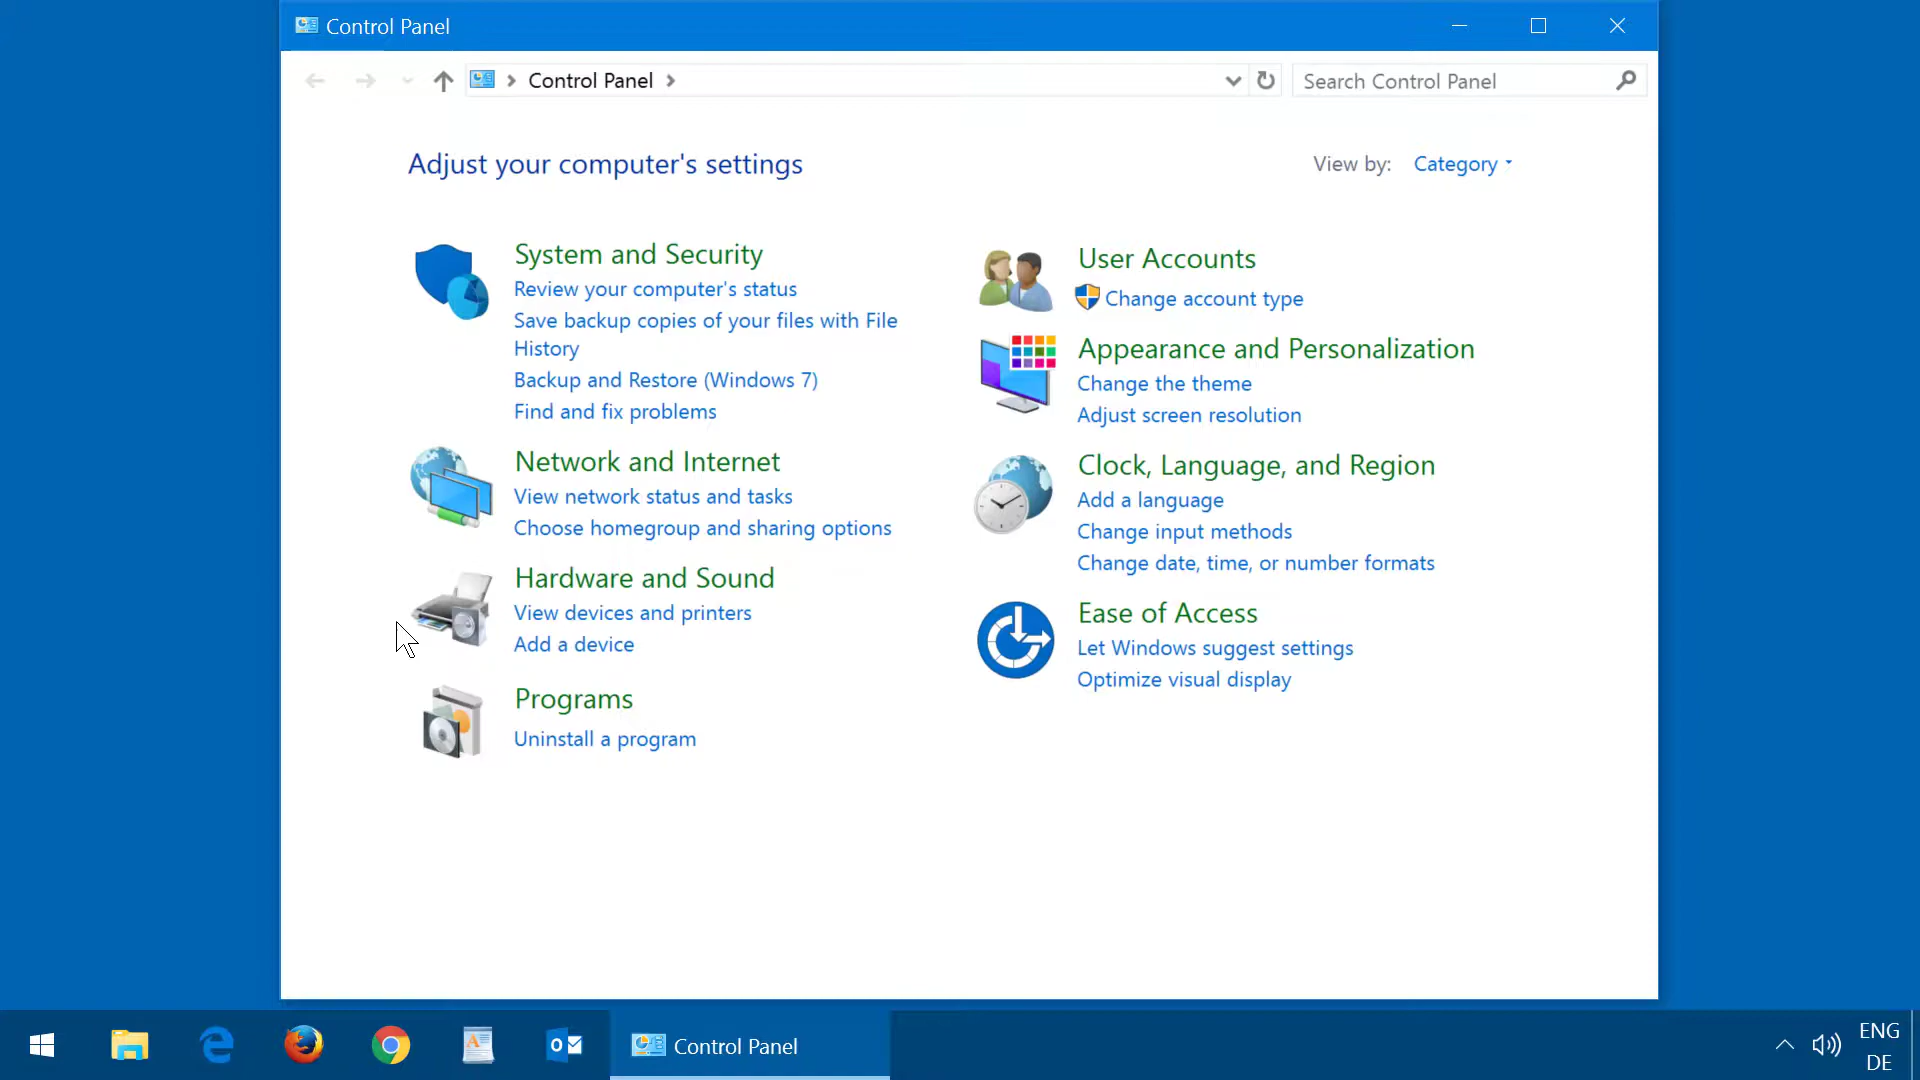 Control Panel
Control Panel
Search Control Panel
Adjust your computer's settings
View by: Category
System and Security
Review your computer's status
Save backup copies of your files with File
History
Backup and Restore (Windows 7)
Find and fix problems
Network and Internet
View network status and tasks
Choose homegroup and sharing options
Hardware and Sound
View devices and printers
Add a device
Programs
Uninstall a program
User Accounts
Change account type
Appearance and Personalization
Change the theme
Adjust screen resolution
Clock, Language, and Region
Add a language
Change input methods
Change date, time, or number formats
Ease of Access
Let Windows suggest settings
Optimize visual display
Control Panel
ENG
DE